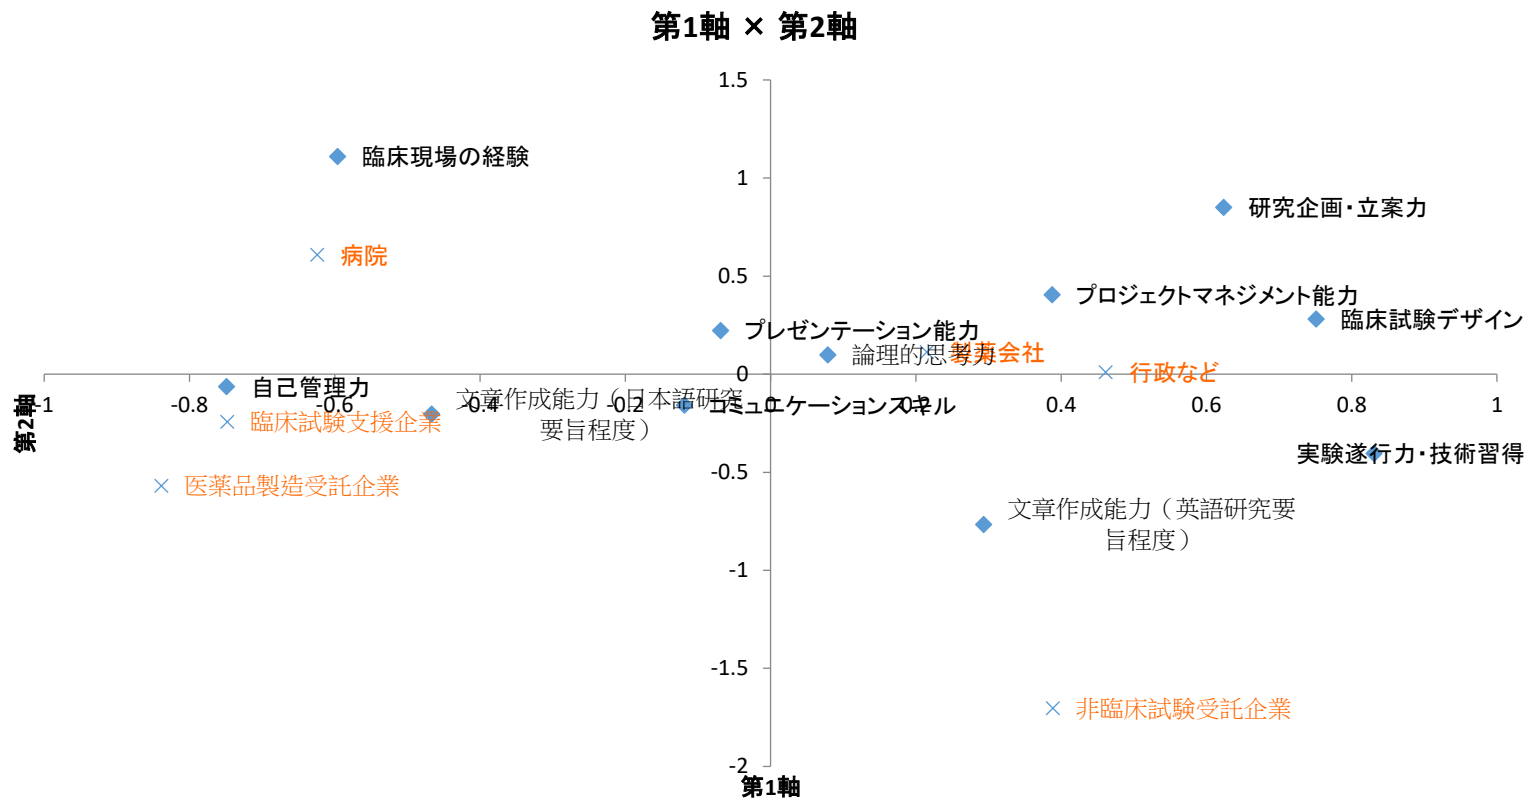 第1軸 × 第2軸
1.5
臨床現場の経験
1
研究企画・立案力
病院
0.5
プロジェクトマネジメント能力
臨床試験デザイン
プレゼンテーション能力
論理的思考力
製薬会社
行政など
0
自己管理力
-1
-0.8
-0.6
-0.4
-0.2
0
0.2
0.4
0.6
0.8
1
文章作成能力（日本語研究
要旨程度）
コミュニケーションスキル
第2軸
臨床試験支援企業
実験遂行力・技術習得
-0.5
医薬品製造受託企業
文章作成能力（英語研究要
旨程度）
-1
-1.5
非臨床試験受託企業
-2
第1軸